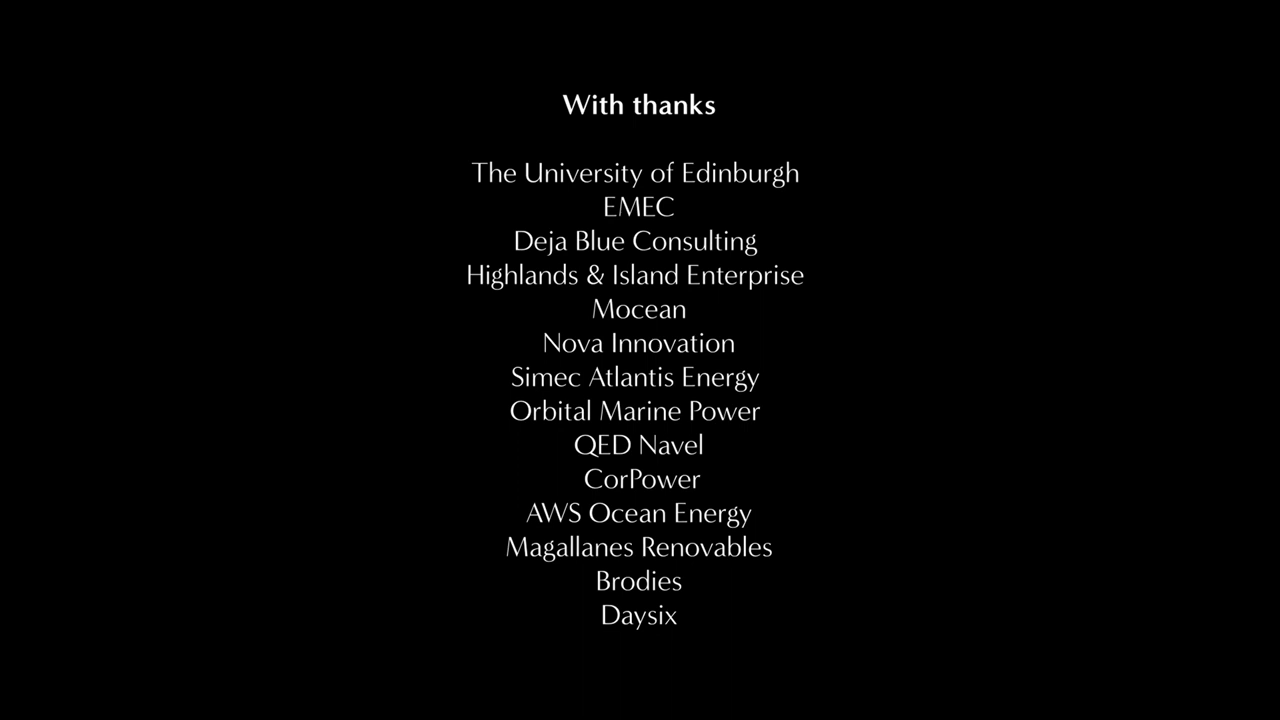 With thanks
The University of Edinburgh
EMEC
Deja Blue Consulting
Highlands & Island Enterprise
Mocean
Nova Innovation
Simec Atlantis Energy
Orbital Marine Power
QED Navel
CorPower
AWS Ocean Energy
Magallanes Renovables
Brodies
Daysix